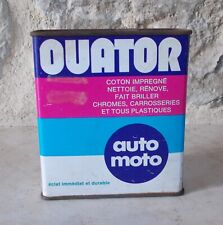 OUATOR
COTON IMPREGNÉ
NETTOIE, RÉNOVE,
FAIT BRILLER
CHROMES, CARROSSERIES
ET TOUS PLASTIQUES
auto
moto
éclat immédiat et durable